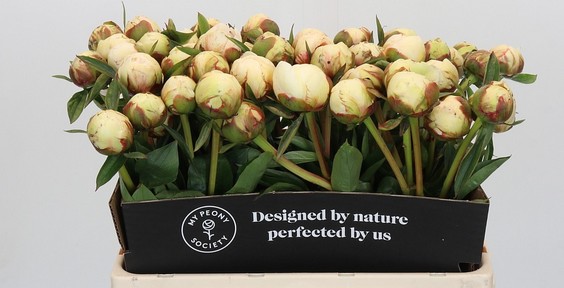 MY PEONY
SOCIETY
Designed by nature
perfected by us